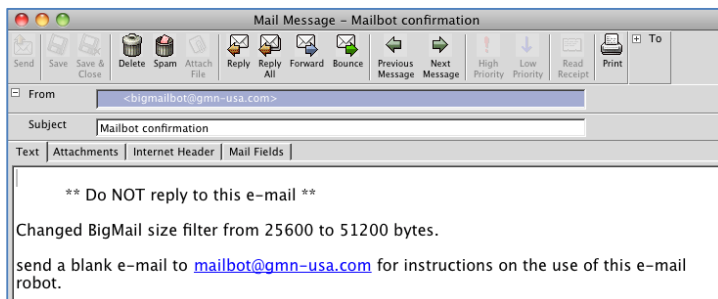 Mail Message – Mailbot confirmation
Send Save Save & Close Delete Spam Attach File Reply Reply All Forward Bounce Previous Message Next Message High Priority Low Priority Read Receipt Print To
From <bigmailbot@gmn-usa.com>
Subject Mailbot confirmation
Text Attachments Internet Header Mail Fields
** Do NOT reply to this e-mail **
Changed BigMail size filter from 25600 to 51200 bytes.
send a blank e-mail to mailbot@gmn-usa.com for instructions on the use of this e-mail
robot.